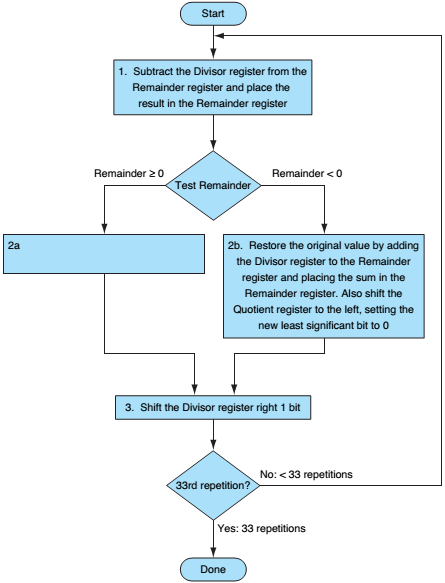 Start
1. Subtract the Divisor register from the
Remainder register and place the
result in the Remainder register
Remainder ≥ 0
Test Remainder
Remainder < 0
2a
2b. Restore the original value by adding
the Divisor register to the Remainder
register and placing the sum in the
Remainder register. Also shift the
Quotient register to the left, setting the
new least significant bit to 0
3. Shift the Divisor register right 1 bit
33rd repetition?
No: < 33 repetitions
Yes: 33 repetitions
Done